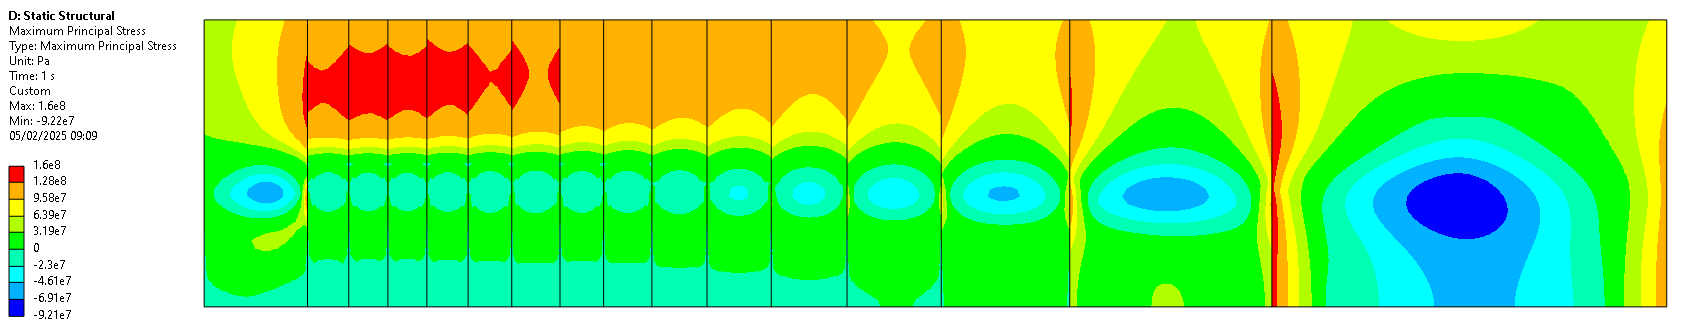 D: Static Structural
Maximum Principal Stress
Type: Maximum Principal Stress
Unit: Pa
Time: 1 s
Custom
Max: 1.6e8
Min: -9.22e7
05/02/2025 09:09
1.6e8
1.28e8
9.58e7
6.39e7
3.19e7
0
-2.3e7
-4.61e7
-6.91e7
-9.21e7